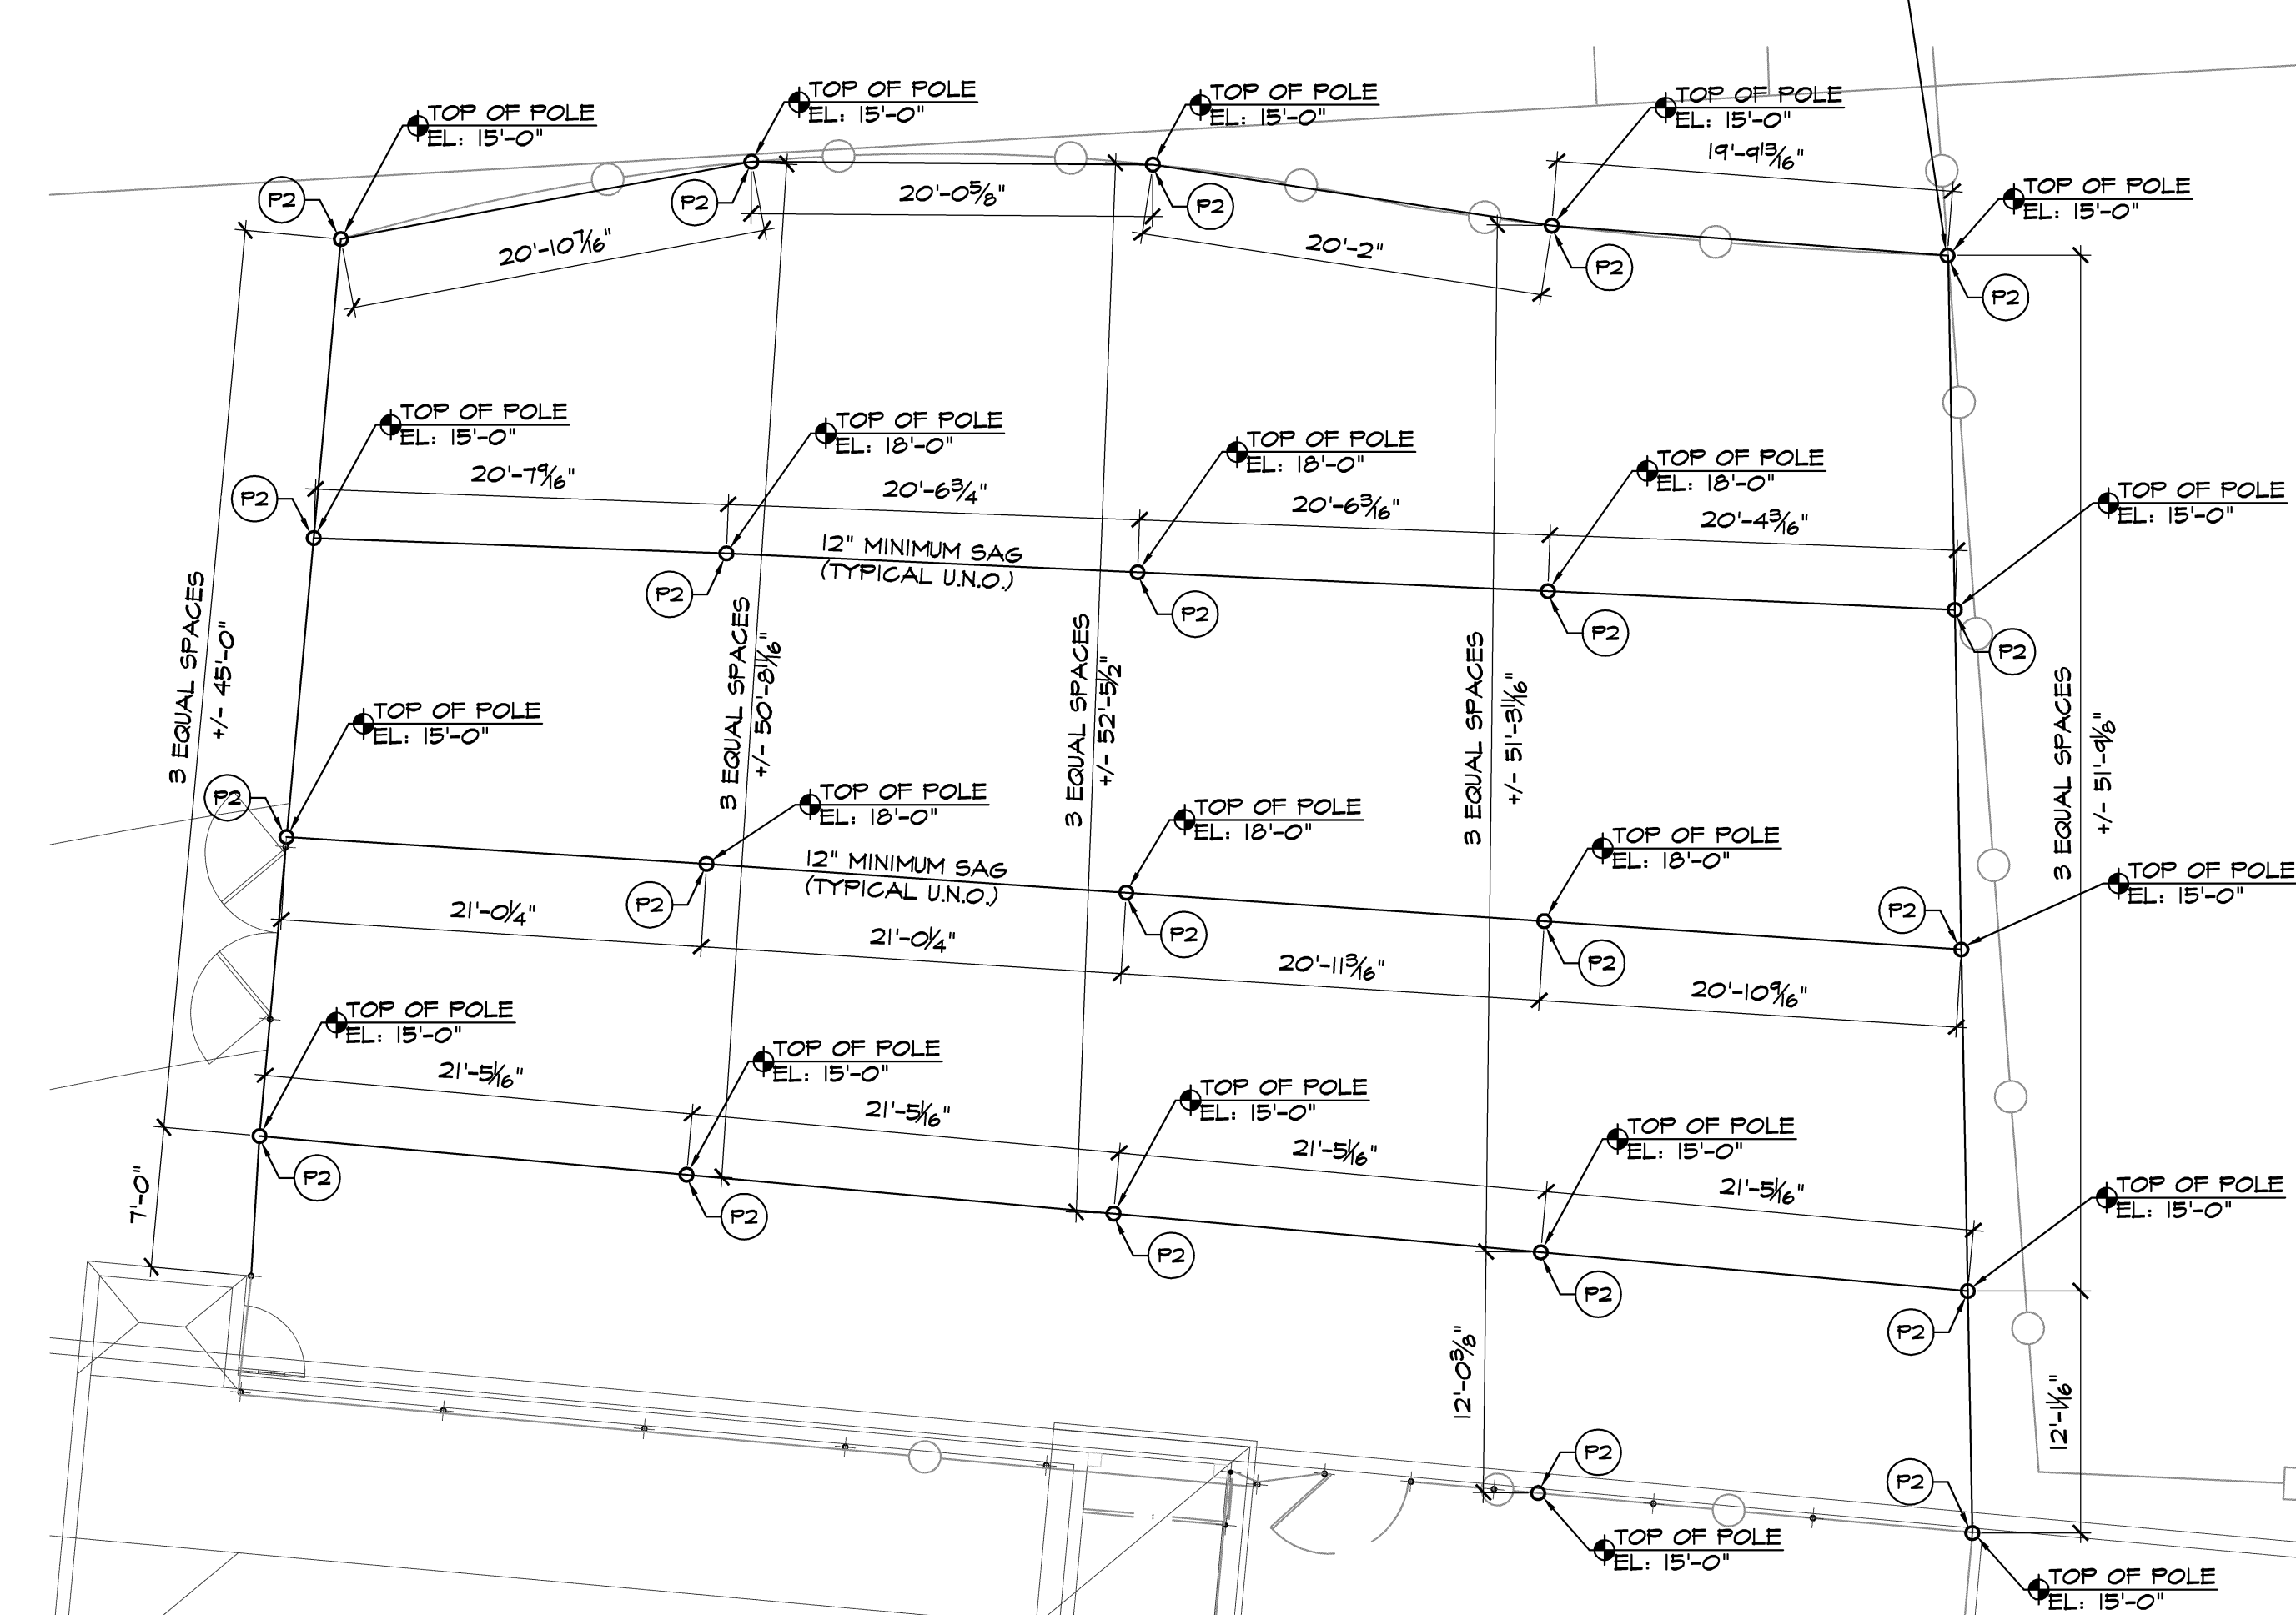 TOP OF POLE
EL: 15'-0"
TOP OF POLE
EL: 15'-0"
TOP OF POLE
EL: 15'-0"
TOP OF POLE
EL: 15'-0"
19'-9 13/16"
TOP OF POLE
EL: 15'-0"
P2
P2
P2
P2
P2
20'-10 7/16"
20'-0 5/8"
20'-2"
TOP OF POLE
EL: 15'-0"
TOP OF POLE
EL: 18'-0"
TOP OF POLE
EL: 18'-0"
TOP OF POLE
EL: 18'-0"
TOP OF POLE
EL: 15'-0"
20'-7 9/16"
20'-6 3/4"
20'-6 3/16"
20'-4 3/16"
P2
12" MINIMUM SAG
(TYPICAL U.N.O.)
P2
P2
P2
P2
3 EQUAL SPACES
+/- 45'-0"
3 EQUAL SPACES
+/- 50'-8 11/16"
3 EQUAL SPACES
+/- 52'-5 1/2"
3 EQUAL SPACES
+/- 51'-3 11/16"
3 EQUAL SPACES
+/- 51'-9 1/8"
TOP OF POLE
EL: 15'-0"
TOP OF POLE
EL: 18'-0"
TOP OF POLE
EL: 18'-0"
TOP OF POLE
EL: 18'-0"
TOP OF POLE
EL: 15'-0"
P2
12" MINIMUM SAG
(TYPICAL U.N.O.)
P2
P2
P2
P2
21'-0 1/4"
21'-0 1/4"
20'-11 3/16"
20'-10 9/16"
TOP OF POLE
EL: 15'-0"
TOP OF POLE
EL: 15'-0"
TOP OF POLE
EL: 15'-0"
TOP OF POLE
EL: 15'-0"
TOP OF POLE
EL: 15'-0"
21'-5 1/16"
21'-5 1/16"
21'-5 1/16"
21'-5 1/16"
P2
P2
P2
P2
P2
7'-0"
12'-0 3/8"
12'-1 1/16"
P2
P2
TOP OF POLE
EL: 15'-0"
TOP OF POLE
EL: 15'-0"